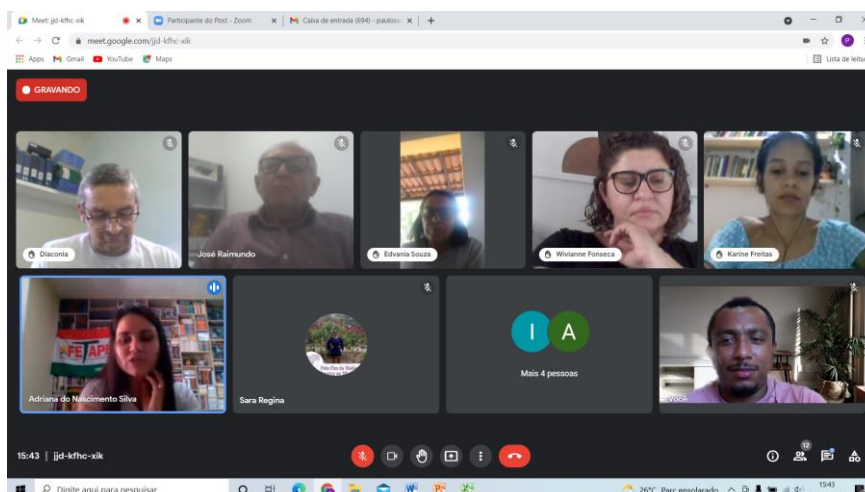 Meet: jjd-kfhc-xik
Participante do Post - Zoom
Caixa de entrada (694) - paulosa
meet.google.com/jjd-kfhc-xik
P
Apps
Gmail
YouTube
Maps
Lista de leitu
GRAVANDO
Diaconia
José Raimundo
Edvania Souza
Wivianne Fonseca
Karine Freitas
FETAPE
Adriana do Nascimento Silva
Sara Regina
I A
Mais 4 pessoas
Você
15:43 | jjd-kfhc-xik
12
Digite aqui para pesquisar
26°C Parc ensolarado
15:43